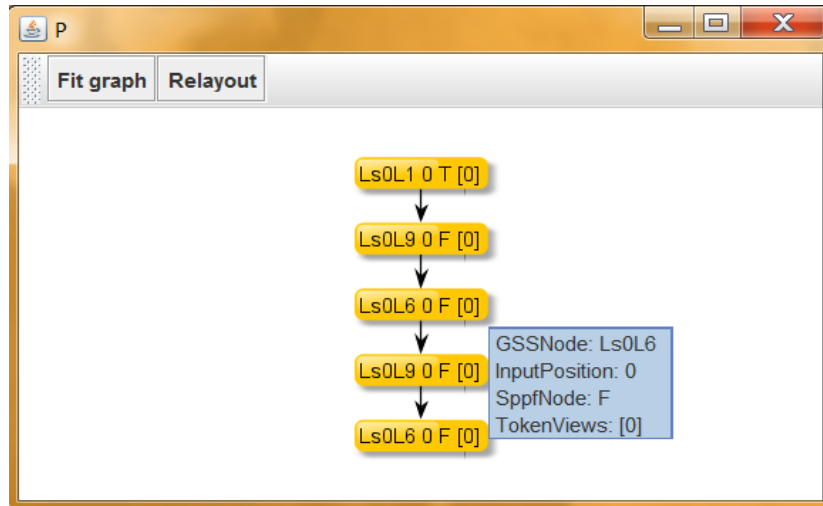 P
Fit graph Relayout
Ls0L1 0 T [0]
Ls0L9 0 F [0]
Ls0L6 0 F [0]
GSSNode: Ls0L6
Ls0L9 0 F [0] InputPosition: 0
SppfNode: F
Ls0L6 0 F [0] TokenViews: [0]